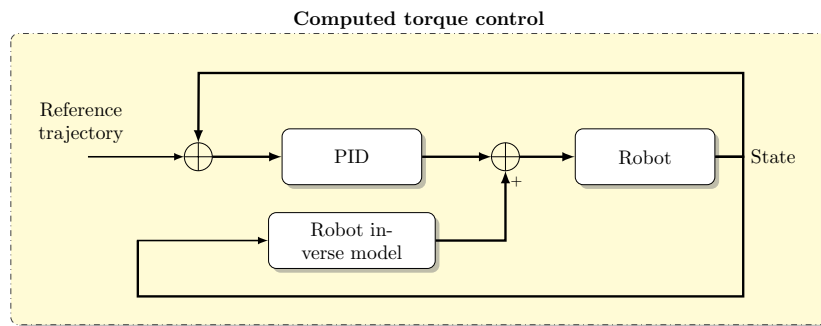 Computed torque control
Reference
trajectory
PID
Robot
State
+
Robot in-
verse model